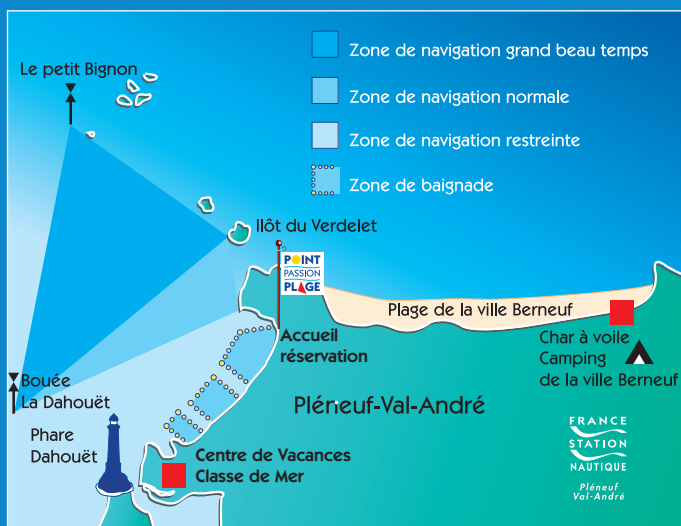 Zone de navigation grand beau temps
Le petit Bignon
Zone de navigation normale
Zone de navigation restreinte
Zone de baignade
Ilôt du Verdelet
POINT
PASSION
PLAGE
Plage de la ville Berneuf
Accueil
réservation
Char à voile
Camping
de la ville Berneuf
Bouée
La Dahouët
Pléneuf-Val-André
Phare
Dahouët
Centre de Vacances
Classe de Mer
FRANCE
STATION
NAUTIQUE
Pléneuf
Val-André